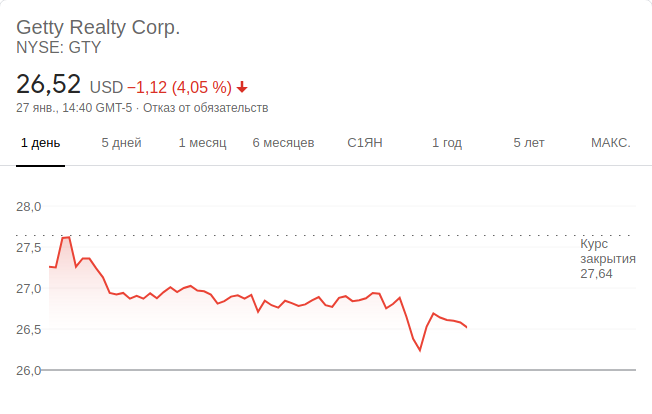 Getty Realty Corp.
NYSE: GTY
26,52 USD −1,12 (4,05 %)
27 янв., 14:40 GMT-5 · Отказ от обязательств
1 день 5 дней 1 месяц 6 месяцев С1ЯН 1 год 5 лет МАКС.
28,0
27,5
27,0
26,5
26,0
Курс
закрытия
27,64